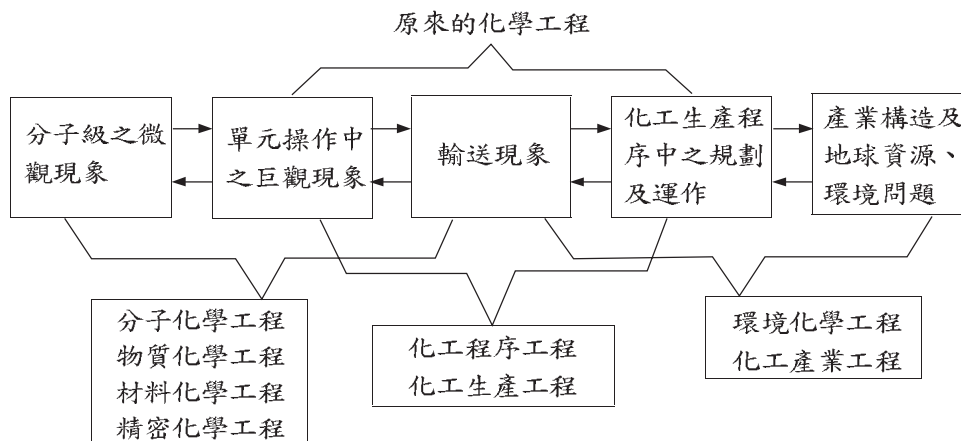 原來的化學工程
分子級之微
觀現象
單元操作中
之巨觀現象
輸送現象
化工生產程
序中之規劃
及運作
產業構造及
地球資源、
環境問題
分子化學工程
物質化學工程
材料化學工程
精密化學工程
化工程序工程
化工生產工程
環境化學工程
化工產業工程